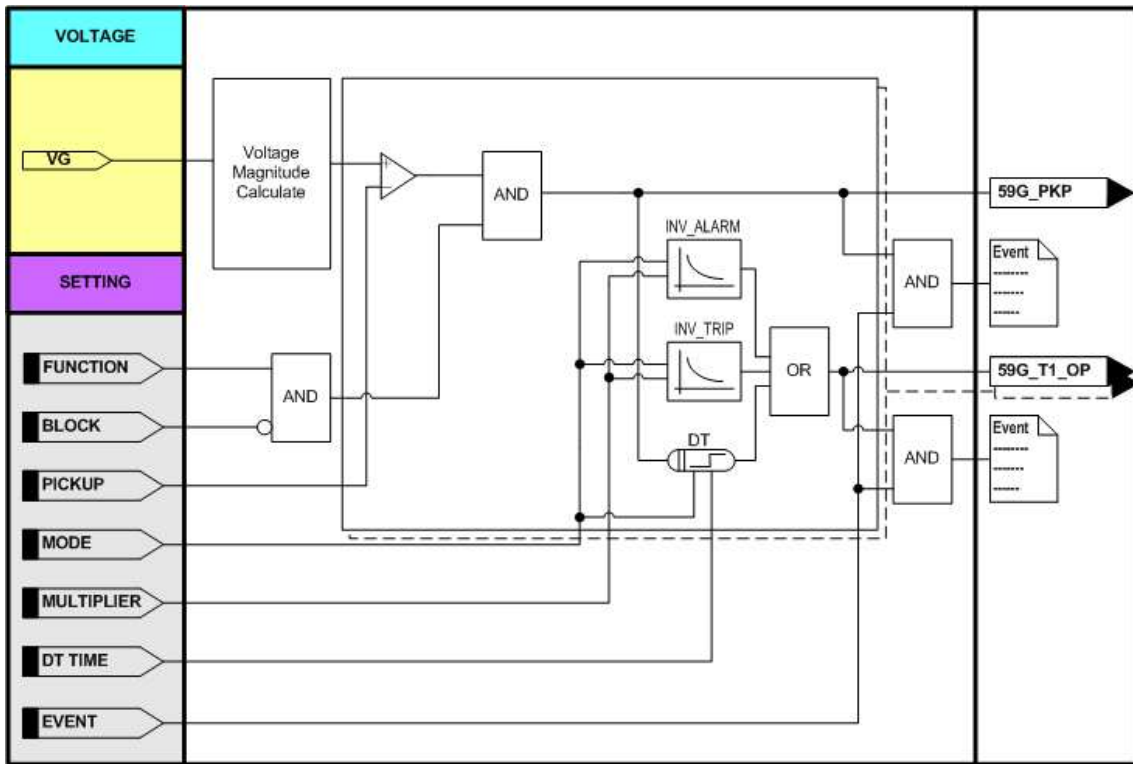 VOLTAGE
VG
Voltage
Magnitude
Calculate
AND
59G_PKP
INV_ALARM
Event
AND
SETTING
INV_TRIP
FUNCTION
AND
OR
59G_T1_OP
BLOCK
DT
Event
AND
PICKUP
MODE
MULTIPLIER
DT TIME
EVENT